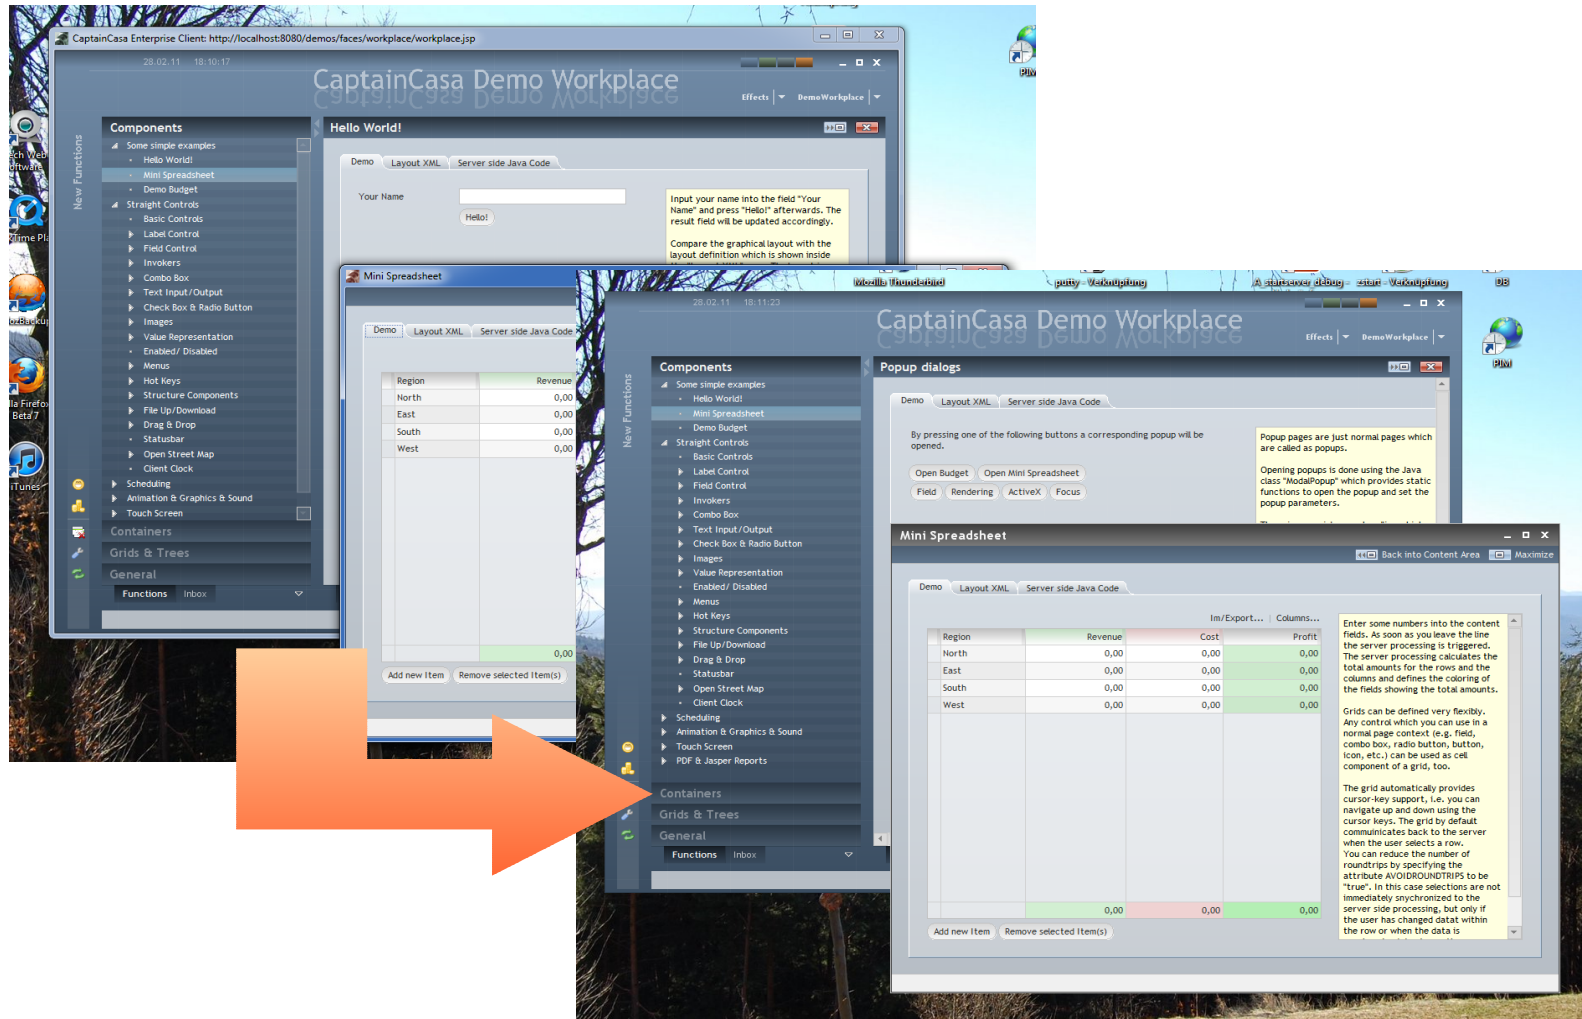 CaptainCasa Enterprise Client: http://localhost:8080/demos/faces/workplace/workplace.jsp
28.02.11 18:10:17
CaptainCasa Demo Workplace
Effects DemoWorkplace
PIM
New Functions
Components
Some simple examples
Hello World!
Mini Spreadsheet
Demo Budget
Straight Controls
Basic Controls
Label Control
Field Control
Invokers
Combo Box
Text Input/Output
Check Box & Radio Button
Images
Value Representation
Enabled/ Disabled
Menus
Hot Keys
Structure Components
File Up/Download
Drag & Drop
Statusbar
Open Street Map
Client Clock
Scheduling
Animation & Graphics & Sound
Touch Screen
Containers
Grids & Trees
General
Functions Inbox
iTunes
Beta 7
Hello World!
Demo Layout XML Server side Java Code
Your Name
Hello!
Input your name into the field "Your
Name" and press "Hello!" afterwards. The
result field will be updated accordingly.
Compare the graphical layout with the
layout definition which is shown inside
Mini Spreadsheet
Demo Layout XML Server side Java Code
Region Revenue
North 0,00
East 0,00
South 0,00
West 0,00
0,00
Add new Item Remove selected Item(s)
Mozilla Thunderbird putty - Verknüpfung A_startserver_debug - zstart - Verknüpfung DB
PIM
28.02.11 18:11:23
CaptainCasa Demo Workplace
Effects DemoWorkplace
New Functions
Components
Some simple examples
Hello World!
Mini Spreadsheet
Demo Budget
Straight Controls
Basic Controls
Label Control
Field Control
Invokers
Combo Box
Text Input/Output
Check Box & Radio Button
Images
Value Representation
Enabled/ Disabled
Menus
Hot Keys
Structure Components
File Up/Download
Drag & Drop
Statusbar
Open Street Map
Client Clock
Scheduling
Animation & Graphics & Sound
Touch Screen
PDF & Jasper Reports
Containers
Grids & Trees
General
Functions Inbox
Popup dialogs
Demo Layout XML Server side Java Code
By pressing one of the following buttons a corresponding popup will be
opened.
Open Budget Open Mini Spreadsheet
Field Rendering ActiveX Focus
Popup pages are just normal pages which
are called as popups.
Opening popups is done using the Java
class "ModalPopup" which provides static
functions to open the popup and set the
popup parameters.
Mini Spreadsheet
Back into Content Area Maximize
Demo Layout XML Server side Java Code
Im/Export... Columns...
Region Revenue Cost Profit
North 0,00 0,00 0,00
East 0,00 0,00 0,00
South 0,00 0,00 0,00
West 0,00 0,00 0,00
0,00 0,00 0,00
Add new Item Remove selected Item(s)
Enter some numbers into the content
fields. As soon as you leave the line
the server processing is triggered.
The server processing calculates the
total amounts for the rows and the
columns and defines the coloring of
the fields showing the total amounts.
Grids can be defined very flexibly.
Any control which you can use in a
normal page context (e.g. field,
combo box, radio button, button,
icon, etc.) can be used as cell
component of a grid, too.
The grid automatically provides
cursor-key support, i.e. you can
navigate up and down using the
cursor keys. The grid by default
commuinicates back to the server
when the user selects a row.
You can reduce the number of
roundtrips by specifying the
attribute AVOIDROUNDTRIPS to be
"true". In this case selections are not
immediately snychronized to the
server side processing, but only if
the user has changed datat within
the row or when the data is